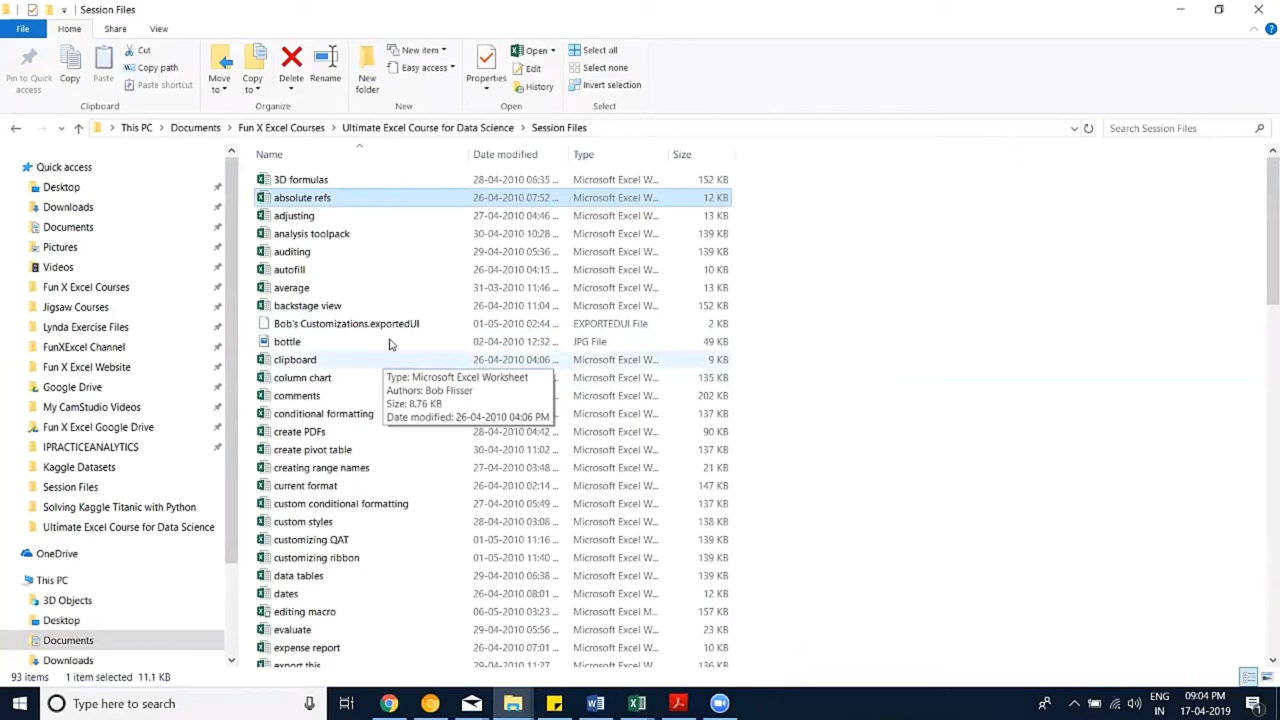 Session Files
File Home Share View
Pin to Quick access
Copy
Paste
Cut
Copy path
Paste shortcut
Clipboard
Move to
Copy to
Delete
Rename
Organize
New folder
New item
Easy access
New
Properties
Open
Edit
History
Open
Select all
Select none
Invert selection
Select
This PC Documents Fun X Excel Courses Ultimate Excel Course for Data Science Session Files
Search Session Files
Quick access
Desktop
Downloads
Documents
Pictures
Videos
Fun X Excel Courses
Jigsaw Courses
Lynda Exercise Files
FunXExcel Channel
Fun X Excel Website
Google Drive
My CamStudio Videos
Fun X Excel Google Drive
IPRACTICEANALYTICS
Kaggle Datasets
Session Files
Solving Kaggle Titanic with Python
Ultimate Excel Course for Data Science
OneDrive
This PC
3D Objects
Desktop
Documents
Downloads
Name Date modified Type Size
3D formulas 28-04-2010 06:35... Microsoft Excel W... 152 KB
absolute refs 26-04-2010 07:52... Microsoft Excel W... 12 KB
adjusting 27-04-2010 04:46... Microsoft Excel W... 13 KB
analysis toolpack 30-04-2010 10:28... Microsoft Excel W... 139 KB
auditing 29-04-2010 05:36... Microsoft Excel W... 139 KB
autofill 26-04-2010 04:15... Microsoft Excel W... 10 KB
average 31-03-2010 11:46... Microsoft Excel W... 13 KB
backstage view 26-04-2010 11:04... Microsoft Excel W... 152 KB
Bob's Customizations.exportedUI 01-05-2010 02:44... EXPORTEDUI File 2 KB
bottle 02-04-2010 12:32... JPG File 49 KB
clipboard 26-04-2010 04:06... Microsoft Excel W... 9 KB
column chart Microsoft Excel W... 135 KB
comments Microsoft Excel W... 202 KB
conditional formatting Microsoft Excel W... 137 KB
create PDFs 28-04-2010 04:42... Microsoft Excel W... 90 KB
create pivot table 30-04-2010 11:02... Microsoft Excel W... 137 KB
creating range names 27-04-2010 03:48... Microsoft Excel W... 21 KB
current format 26-04-2010 02:14... Microsoft Excel W... 147 KB
custom conditional formatting 27-04-2010 05:49... Microsoft Excel W... 137 KB
custom styles 28-04-2010 03:08... Microsoft Excel W... 138 KB
customizing QAT 01-05-2010 11:16... Microsoft Excel W... 139 KB
customizing ribbon 01-05-2010 11:40... Microsoft Excel W... 139 KB
data tables 29-04-2010 06:38... Microsoft Excel W... 139 KB
dates 26-04-2010 08:01... Microsoft Excel W... 12 KB
editing macro 06-05-2010 03:23... Microsoft Excel M... 157 KB
evaluate 29-04-2010 05:56... Microsoft Excel W... 23 KB
expense report 26-04-2010 07:01... Microsoft Excel W... 10 KB
export this 29-04-2010 11:27... Microsoft Excel W... 136 KB
Type: Microsoft Excel Worksheet
Authors: Bob Flisser
Size: 8.76 KB
Date modified: 26-04-2010 04:06 PM
93 items 1 item selected 11.1 KB
Type here to search
ENG
IN
09:04 PM
17-04-2019
1